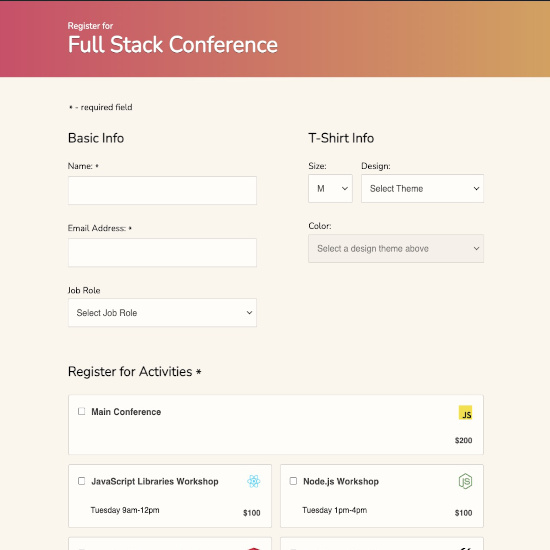 Register for
Full Stack Conference
* - required field
Basic Info
Name: *
Email Address: *
Job Role
Select Job Role
T-Shirt Info
Size:
M
Design:
Select Theme
Color:
Select a design theme above
Register for Activities *
Main Conference
JS
$200
JavaScript Libraries Workshop
Tuesday 9am-12pm
$100
Node.js Workshop
Tuesday 1pm-4pm
$100